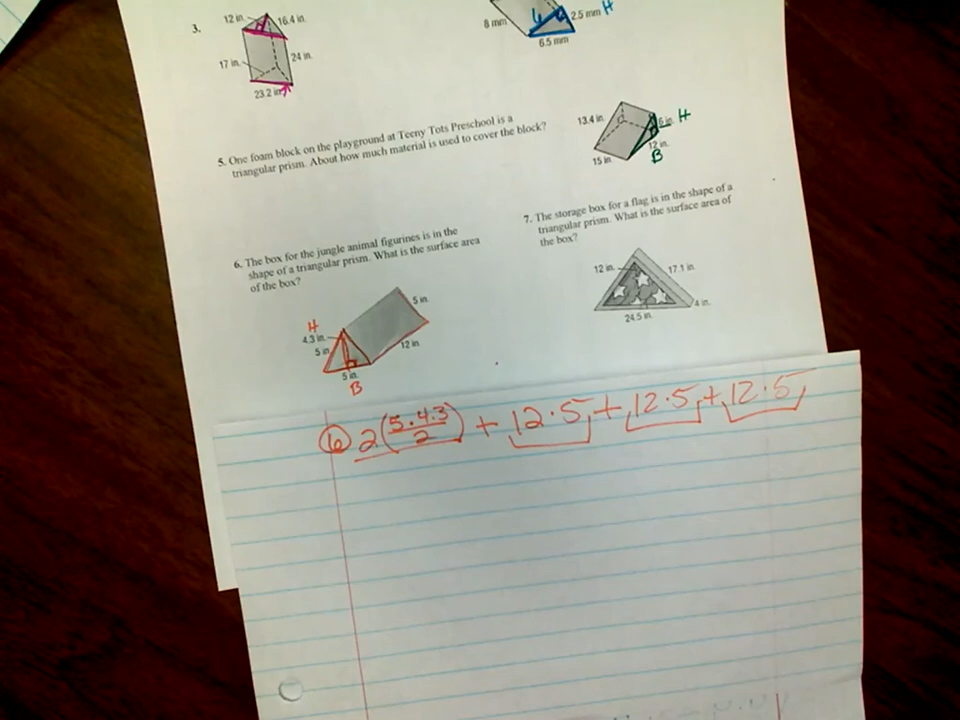 3.
12 in.
16.4 in.
17 in.
24 in.
23.2 in.
8 mm
2.5 mm H
6.5 mm
5. One foam block on the playground at Teeny Tots Preschool is a
triangular prism. About how much material is used to cover the block?
13.4 in.
6 in. H
12 in.
B
15 in.
6. The box for the jungle animal figurines is in the
shape of a triangular prism. What is the surface area
of the box?
H
4.3 in.
5 in.
5 in.
12 in.
5 in.
B
7. The storage box for a flag is in the shape of a
triangular prism. What is the surface area of
the box?
12 in.
17.1 in.
4 in.
24.5 in.
6 2(5.4.3/2) + 12·5 + 12·5 + 12·5